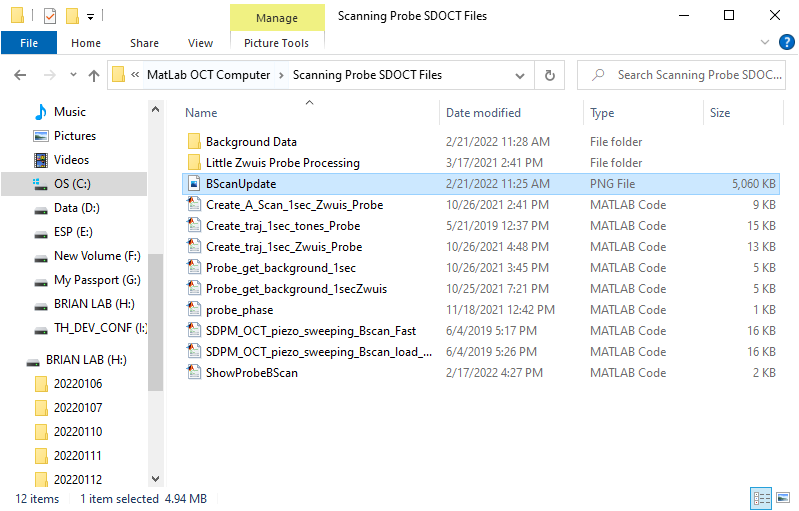 Manage
Scanning Probe SDOCT Files
File Home Share View Picture Tools
« MatLab OCT Computer > Scanning Probe SDOCT Files
Search Scanning Probe SDOC...
Name Date modified Type Size
Music
Pictures
Videos
OS (C:)
Data (D:)
ESP (E:)
New Volume (F:)
My Passport (G:)
BRIAN LAB (H:)
TH_DEV_CONF (I:)
BRIAN LAB (H:)
20220106
20220107
20220110
20220111
20220112
Background Data 2/21/2022 11:28 AM File folder
Little Zwuis Probe Processing 3/17/2021 2:41 PM File folder
BScanUpdate 2/21/2022 11:25 AM PNG File 5,060 KB
Create_A_Scan_1sec_Zwuis_Probe 10/26/2021 2:41 PM MATLAB Code 9 KB
Create_traj_1sec_tones_Probe 5/21/2019 12:37 PM MATLAB Code 15 KB
Create_traj_1sec_Zwuis_Probe 10/26/2021 4:48 PM MATLAB Code 13 KB
Probe_get_background_1sec 10/26/2021 3:45 PM MATLAB Code 5 KB
Probe_get_background_1secZwuis 10/25/2021 7:21 PM MATLAB Code 5 KB
probe_phase 11/18/2021 12:42 PM MATLAB Code 1 KB
SDPM_OCT_piezo_sweeping_Bscan_Fast 6/4/2019 5:17 PM MATLAB Code 16 KB
SDPM_OCT_piezo_sweeping_Bscan_load_... 6/4/2019 5:26 PM MATLAB Code 16 KB
ShowProbeBScan 2/17/2022 4:27 PM MATLAB Code 2 KB
12 items 1 item selected 4.94 MB